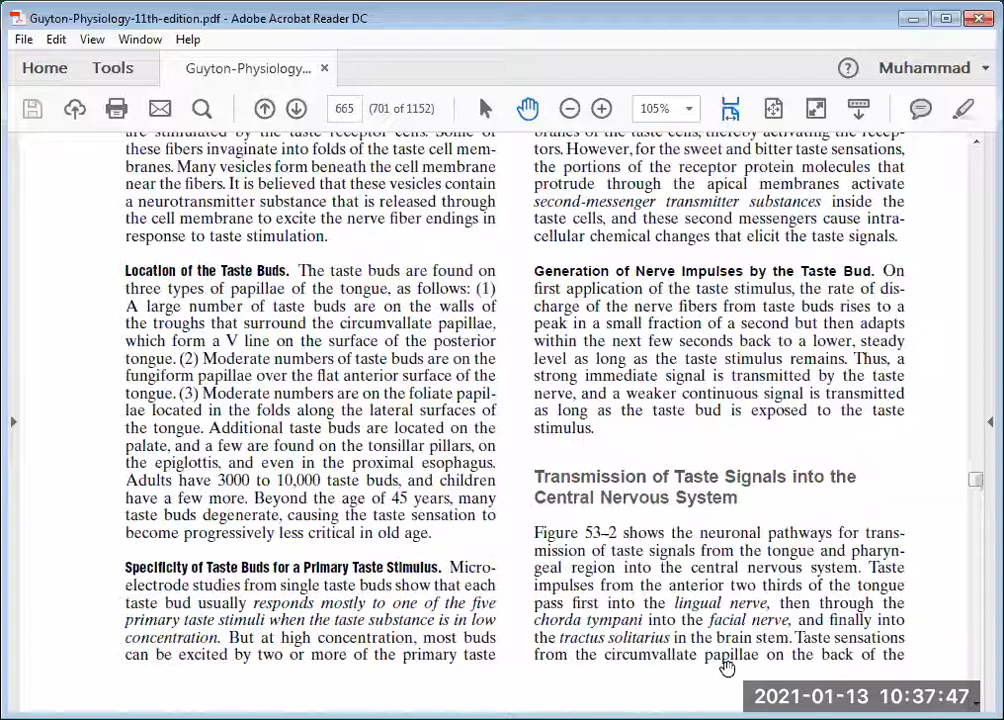 Guyton-Physiology-11th-edition.pdf - Adobe Acrobat Reader DC
File Edit View Window Help
Home Tools Guyton-Physiology... × ? Muhammad
665 (701 of 1152) 105%
are stimulated by the taste receptor cells. Some of
these fibers invaginate into folds of the taste cell mem-
branes. Many vesicles form beneath the cell membrane
near the fibers. It is believed that these vesicles contain
a neurotransmitter substance that is released through
the cell membrane to excite the nerve fiber endings in
response to taste stimulation.
Location of the Taste Buds. The taste buds are found on
three types of papillae of the tongue, as follows: (1)
A large number of taste buds are on the walls of
the troughs that surround the circumvallate papillae,
which form a V line on the surface of the posterior
tongue. (2) Moderate numbers of taste buds are on the
fungiform papillae over the flat anterior surface of the
tongue. (3) Moderate numbers are on the foliate papil-
lae located in the folds along the lateral surfaces of
the tongue. Additional taste buds are located on the
palate, and a few are found on the tonsillar pillars, on
the epiglottis, and even in the proximal esophagus.
Adults have 3000 to 10,000 taste buds, and children
have a few more. Beyond the age of 45 years, many
taste buds degenerate, causing the taste sensation to
become progressively less critical in old age.
Specificity of Taste Buds for a Primary Taste Stimulus. Micro-
electrode studies from single taste buds show that each
taste bud usually responds mostly to one of the five
primary taste stimuli when the taste substance is in low
concentration. But at high concentration, most buds
can be excited by two or more of the primary taste
branes of the taste cells, thereby activating the recep-
tors. However, for the sweet and bitter taste sensations,
the portions of the receptor protein molecules that
protrude through the apical membranes activate
second-messenger transmitter substances inside the
taste cells, and these second messengers cause intra-
cellular chemical changes that elicit the taste signals.
Generation of Nerve Impulses by the Taste Bud. On
first application of the taste stimulus, the rate of dis-
charge of the nerve fibers from taste buds rises to a
peak in a small fraction of a second but then adapts
within the next few seconds back to a lower, steady
level as long as the taste stimulus remains. Thus, a
strong immediate signal is transmitted by the taste
nerve, and a weaker continuous signal is transmitted
as long as the taste bud is exposed to the taste
stimulus.
Transmission of Taste Signals into the
Central Nervous System
Figure 53–2 shows the neuronal pathways for trans-
mission of taste signals from the tongue and pharyn-
geal region into the central nervous system. Taste
impulses from the anterior two thirds of the tongue
pass first into the lingual nerve, then through the
chorda tympani into the facial nerve, and finally into
the tractus solitarius in the brain stem. Taste sensations
from the circumvallate papillae on the back of the
2021-01-13 10:37:47